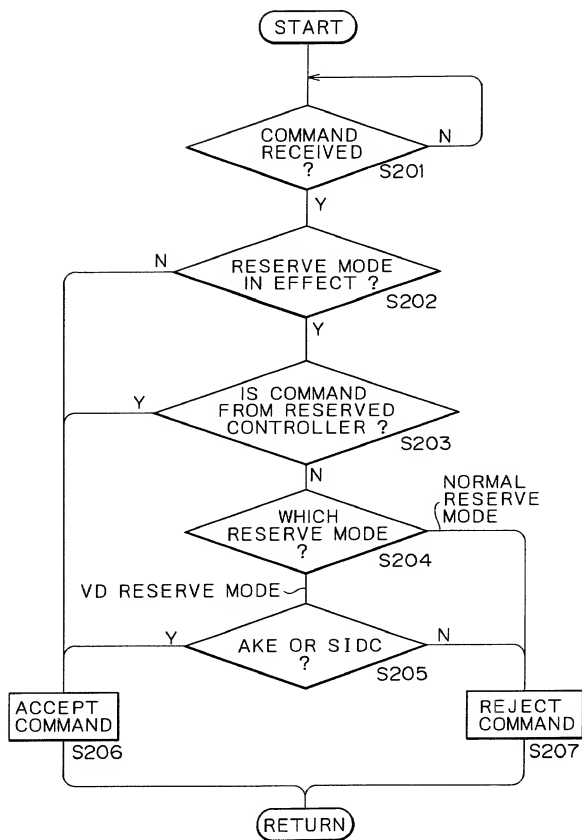 START
COMMAND
RECEIVED
?
N
S201
Y
N
RESERVE MODE
IN EFFECT ?
S202
Y
Y
IS COMMAND
FROM RESERVED
CONTROLLER ?
S203
N
NORMAL
RESERVE
MODE
WHICH
RESERVE MODE
?
S204
VD RESERVE MODE
Y
AKE OR SIDC
?
N
S205
ACCEPT
COMMAND
S206
REJECT
COMMAND
S207
RETURN